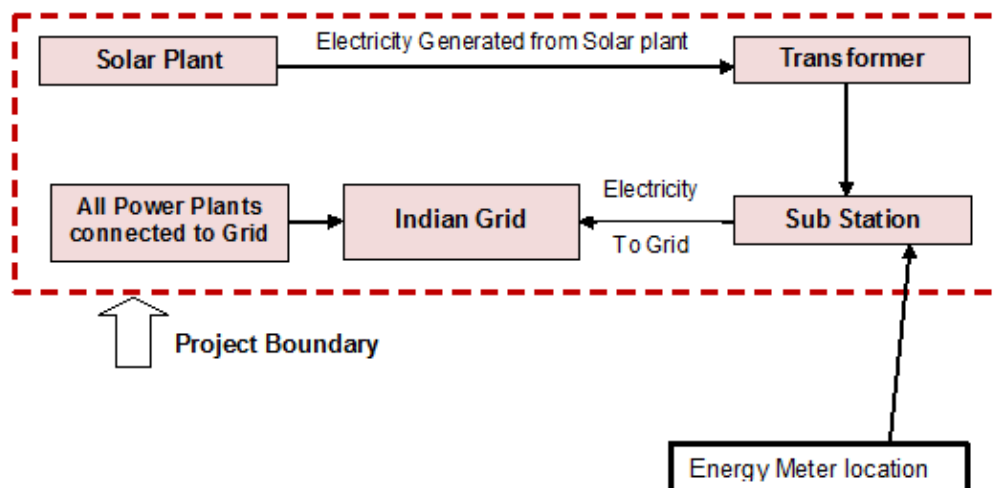 Electricity Generated from Solar plant
Solar Plant
Transformer
All Power Plants
connected to Grid
Indian Grid
Electricity
To Grid
Sub Station
Project Boundary
Energy Meter location